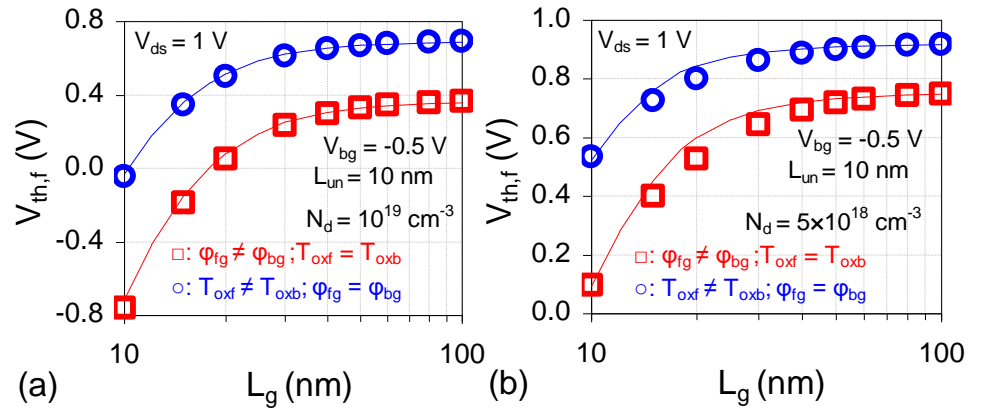 V_ds = 1 V
V_bg = -0.5 V
L_un = 10 nm
N_d = 10^19 cm^-3
□: φ_fg ≠ φ_bg ;T_oxf = T_oxb
○: T_oxf ≠ T_oxb; φ_fg = φ_bg
V_th,f (V)
0.8
0.4
0.0
-0.4
-0.8
10
100
L_g (nm)
(a)
V_ds = 1 V
V_bg = -0.5 V
L_un = 10 nm
N_d = 5×10^18 cm^-3
□: φ_fg ≠ φ_bg ;T_oxf = T_oxb
○: T_oxf ≠ T_oxb; φ_fg = φ_bg
V_th,f (V)
1.0
0.8
0.6
0.4
0.2
0.0
10
100
L_g (nm)
(b)